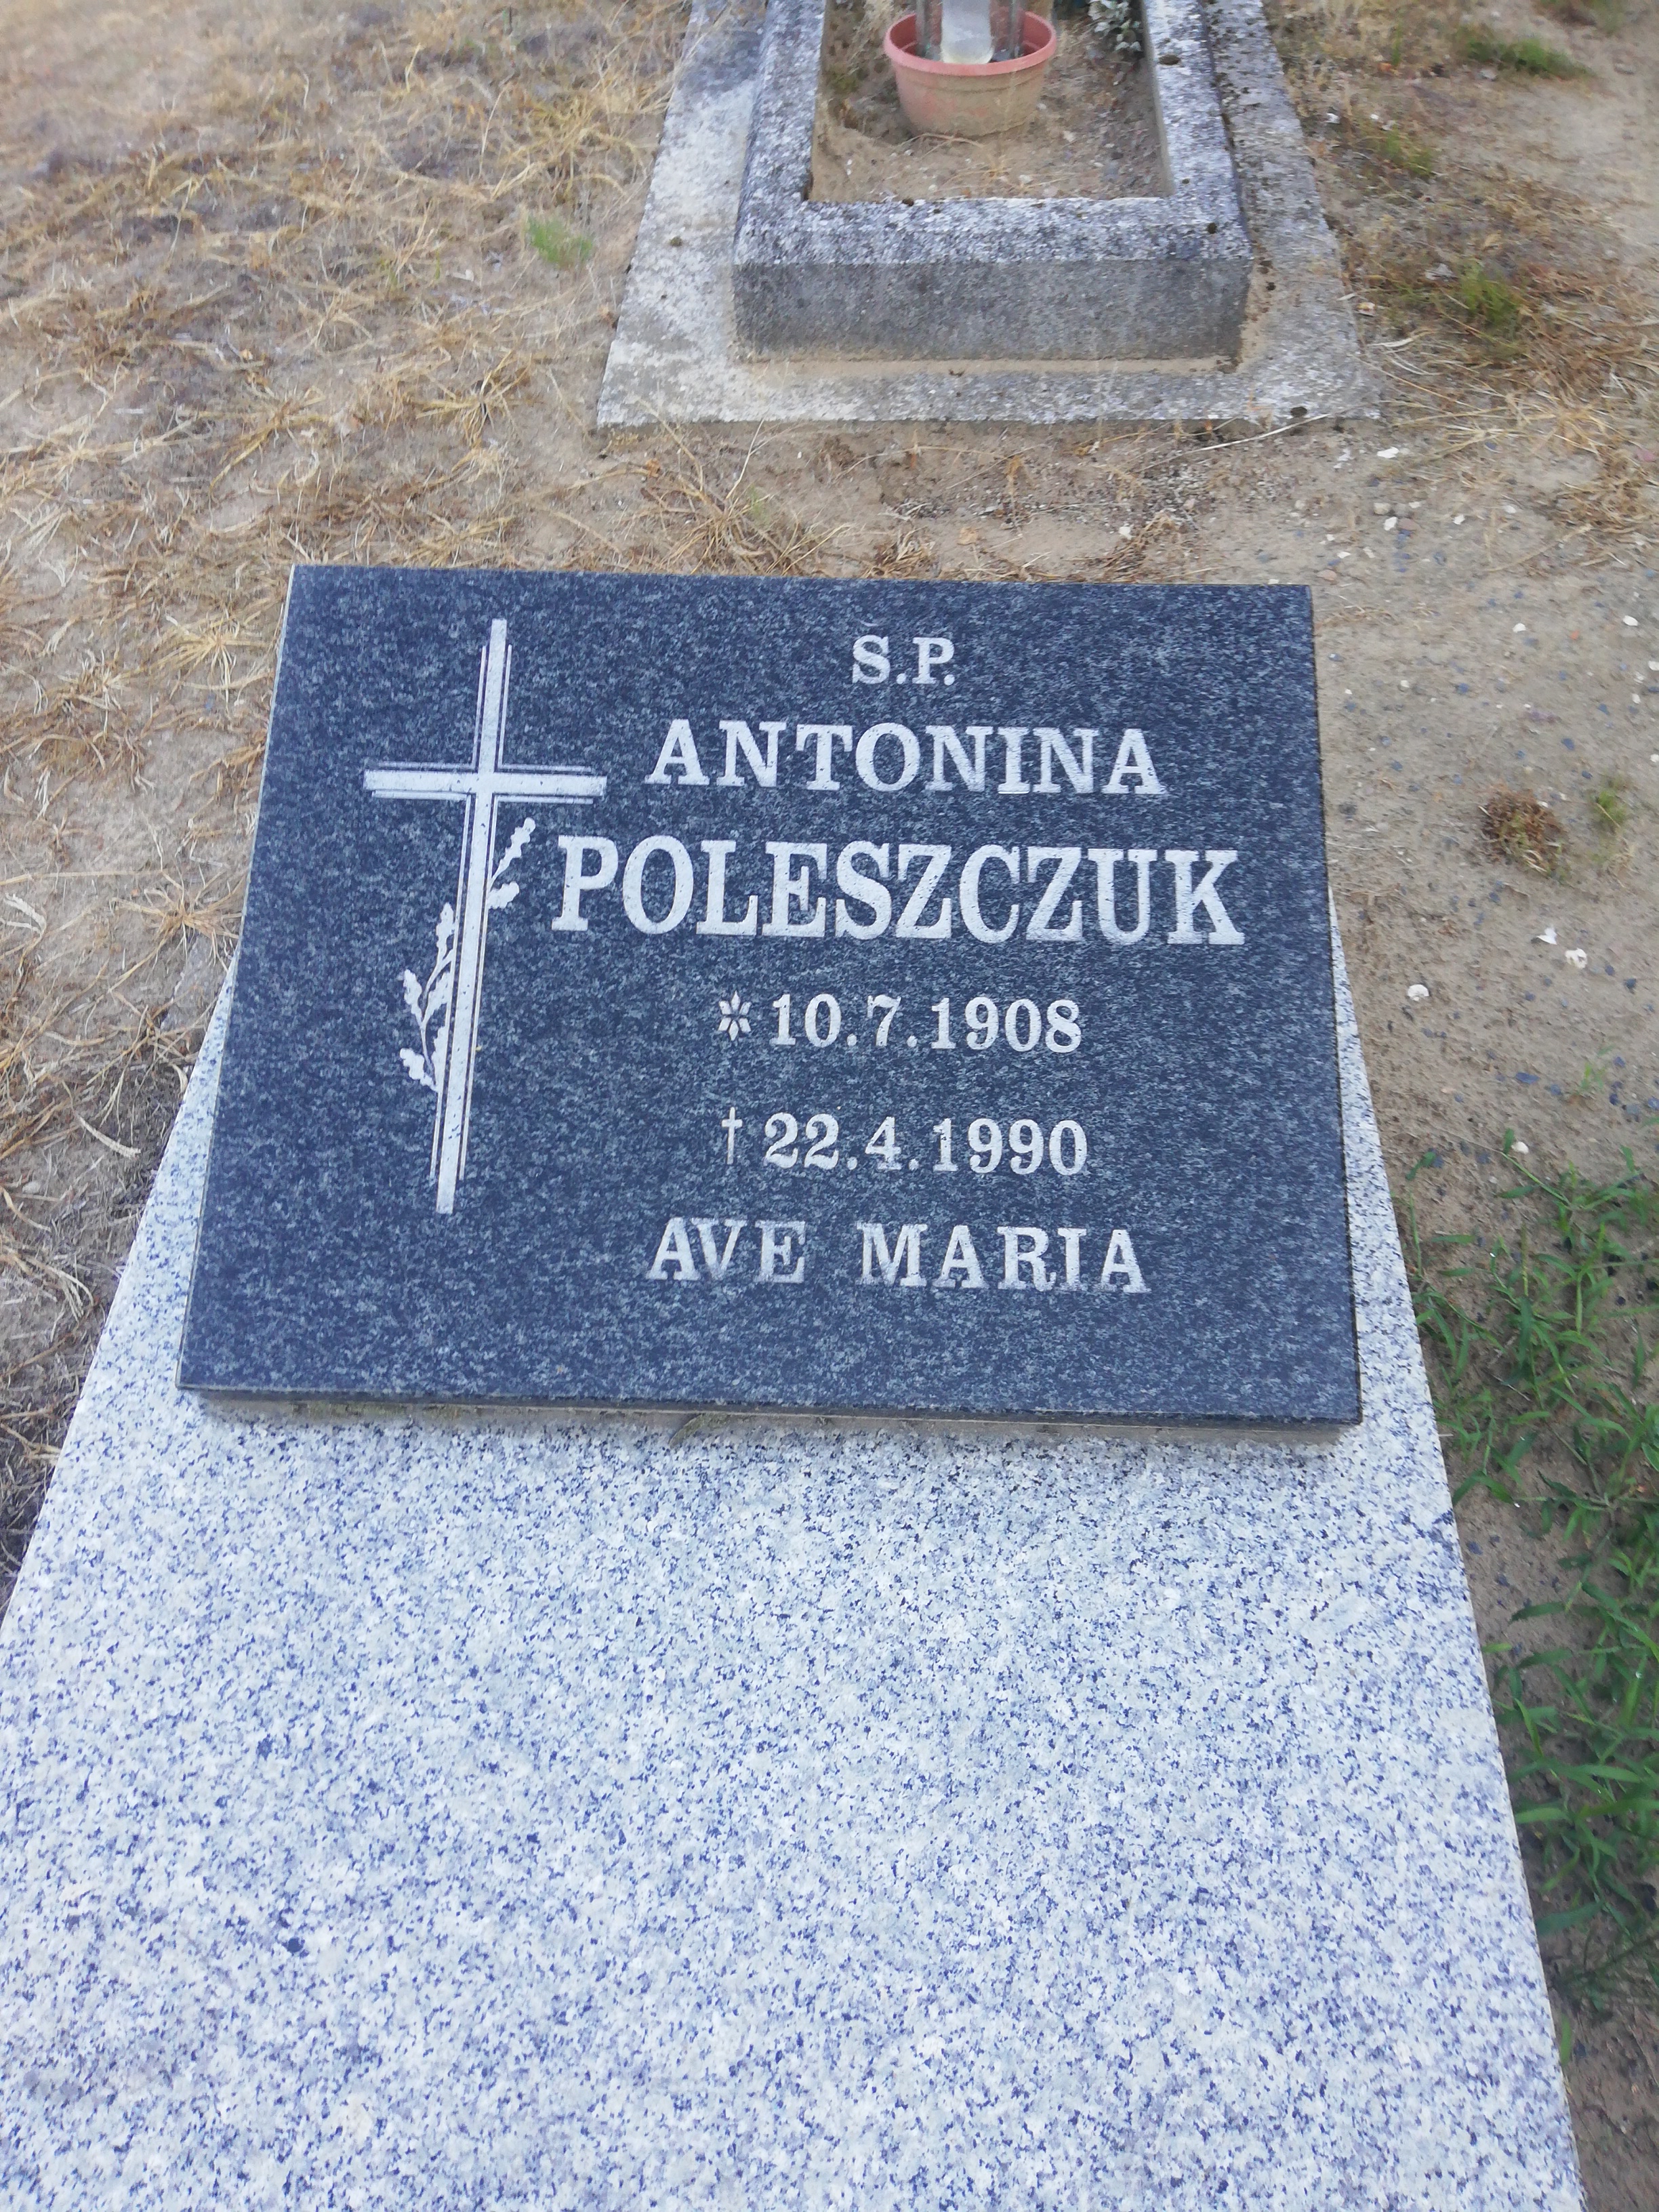 S.P.
ANTONINA
POLESZCZUK
* 10.7.1908
† 22.4.1990
AVE MARIA